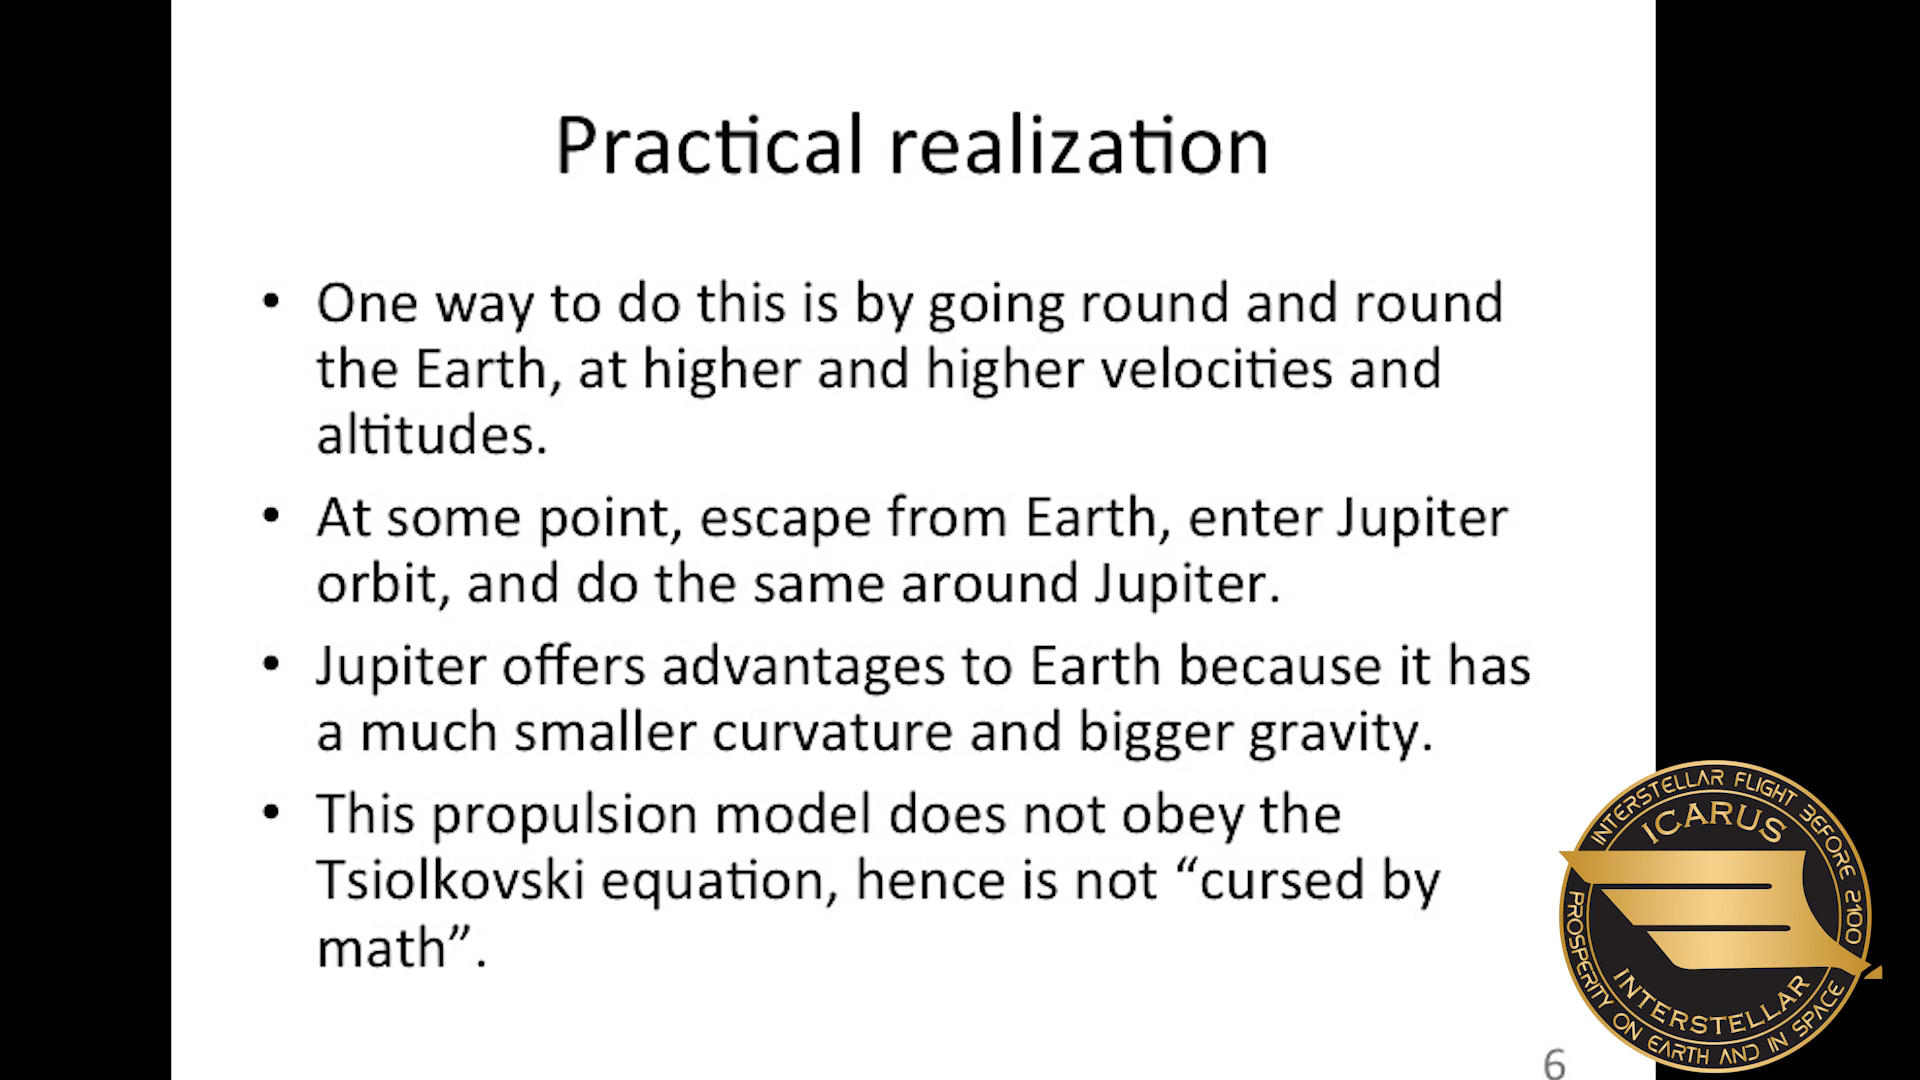 Practical realization
• One way to do this is by going round and round
the Earth, at higher and higher velocities and
altitudes.
• At some point, escape from Earth, enter Jupiter
orbit, and do the same around Jupiter.
• Jupiter offers advantages to Earth because it has
a much smaller curvature and bigger gravity.
• This propulsion model does not obey the
Tsiolkovski equation, hence is not “cursed by
math”.
INTERSTELLAR FLIGHT BEFORE 2100
ICARUS
INTERSTELLAR
PROSPERITY ON EARTH AND IN SPACE
6